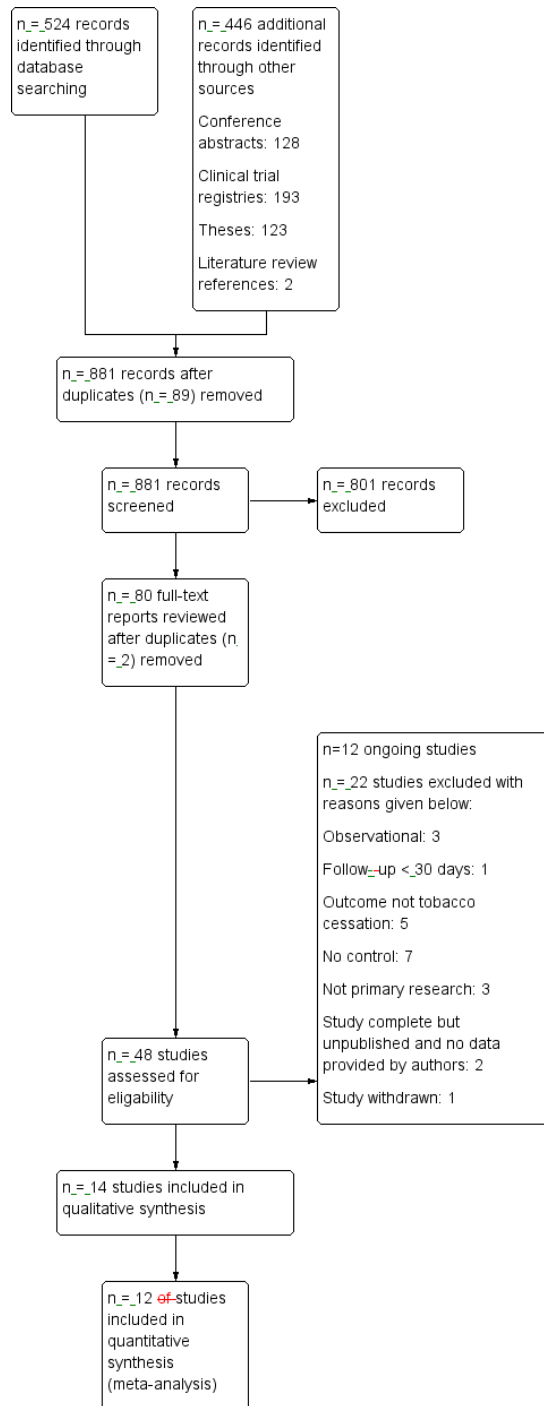 n_=_524 records
identified through
database
searching
n_=_446 additional
records identified
through other
sources
Conference
abstracts: 128
Clinical trial
registries: 193
Theses: 123
Literature review
references: 2
n_=_881 records after
duplicates (n_=_89) removed
n_=_881 records
screened
n_=_801 records
excluded
n_=_80 full-text
reports reviewed
after duplicates (n_
=_2) removed
n=12 ongoing studies
n_=_22 studies excluded with
reasons given below:
Observational: 3
Follow_-up <_30 days: 1
Outcome not tobacco
cessation: 5
No control: 7
Not primary research: 3
Study complete but
unpublished and no data
provided by authors: 2
Study withdrawn: 1
n_=_48 studies
assessed for
eligability
n_=_14 studies included in
qualitative synthesis
n_=_12 of studies
included in
quantitative
synthesis
(meta-analysis)